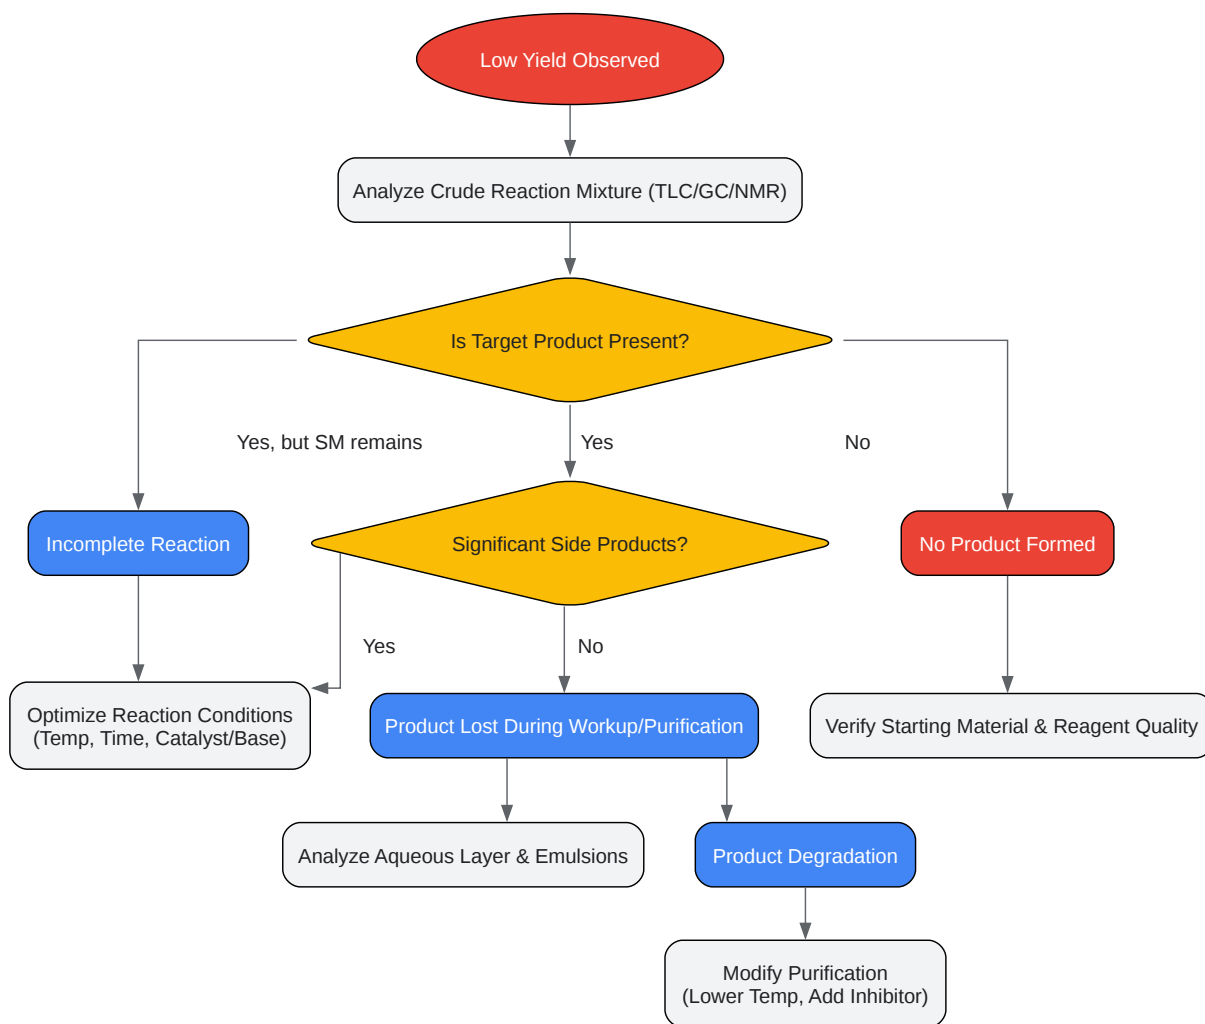 Low Yield Observed
Analyze Crude Reaction Mixture (TLC/GC/NMR)
Is Target Product Present?
Yes, but SM remains
Yes
No
Incomplete Reaction
Significant Side Products?
No Product Formed
Yes
No
Optimize Reaction Conditions
(Temp, Time, Catalyst/Base)
Product Lost During Workup/Purification
Verify Starting Material & Reagent Quality
Analyze Aqueous Layer & Emulsions
Product Degradation
Modify Purification
(Lower Temp, Add Inhibitor)